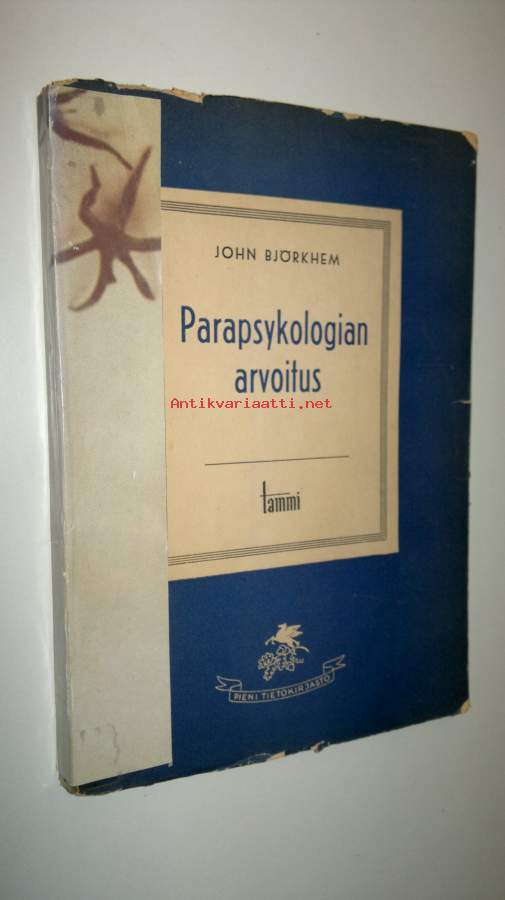 JOHN BJÖRKHEM
Parapsykologian
arvoitus
Antikvariaatti.net
tammi
PIENI TIETOKIRJASTO